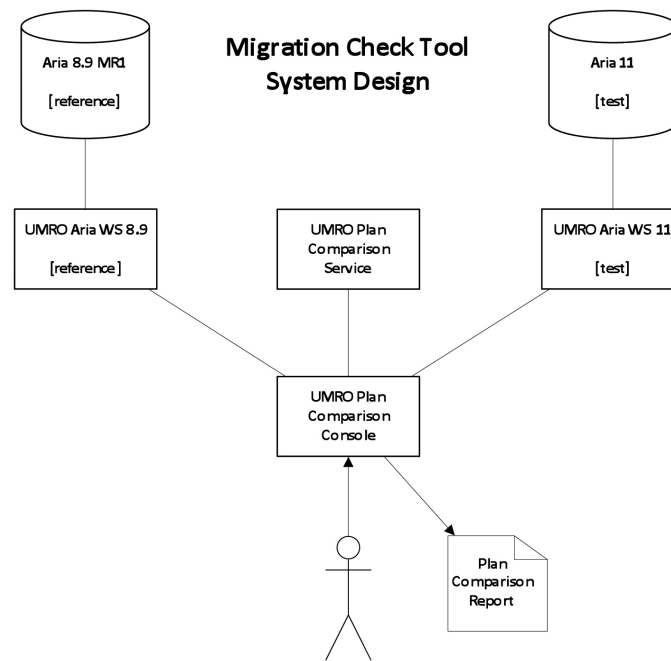 Migration Check Tool
System Design
Aria 8.9 MR1
[reference]
Aria 11
[test]
UMRO Aria WS 8.9
[reference]
UMRO Plan
Comparison
Service
UMRO Aria WS 11
[test]
UMRO Plan
Comparison
Console
Plan
Comparison
Report